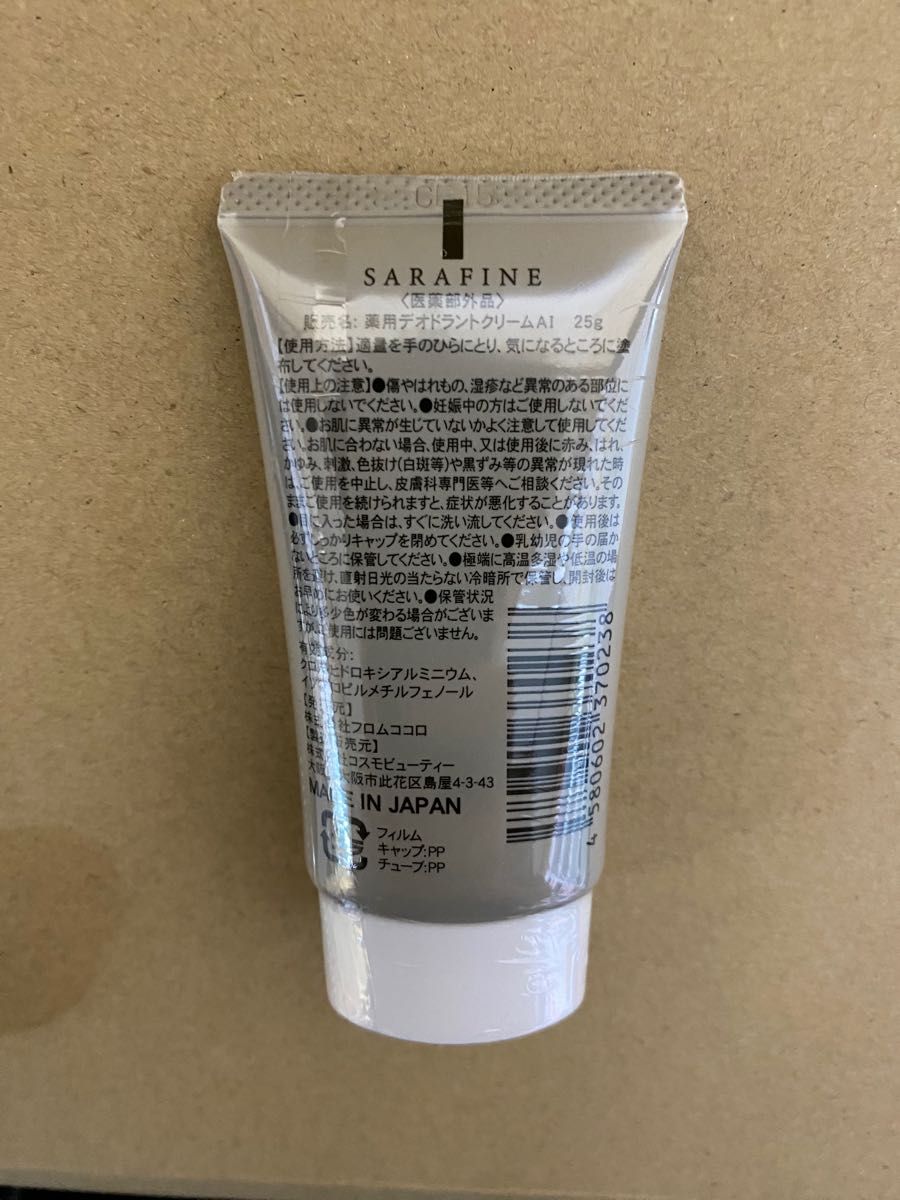 SARAFINE
〈医薬部外品〉
販売名: 薬用デオドラントクリームAI 25g
【使用方法】適量を手のひらにとり、気になるところに塗
布してください。
【使用上の注意】●傷やはれもの、湿疹など異常のある部位に
は使用しないでください。●妊娠中の方はご使用しないでくだ
さい。●お肌に異常が生じていないかよく注意して使用してくだ
さい。お肌に合わない場合、使用中、又は使用後に赤み、はれ、
かゆみ、刺激、色抜け(白斑等)や黒ずみ等の異常が現れた時
は、ご使用を中止し、皮膚科専門医等へご相談ください。その
ままご使用を続けられますと、症状が悪化することがあります。
●目に入った場合は、すぐに洗い流してください。●使用後は
必ずしっかりキャップを閉めてください。●乳幼児の手の届か
ないところに保管してください。●極端に高温多湿や低温の場
所を避け、直射日光の当たらない冷暗所で保管し、開封後は
お早めにお使いください。●保管状況
により多少色が変わる場合がございま
すが、ご使用には問題ございません。
有効成分:
クロルヒドロキシアルミニウム、
イソプロピルメチルフェノール
【発売元】
株式会社フロムココロ
【製造販売元】
株式会社コスモビューティー
大阪市此花区島屋4-3-43
MADE IN JAPAN
フィルム
キャップ:PP
チューブ:PP
4 580602 370238